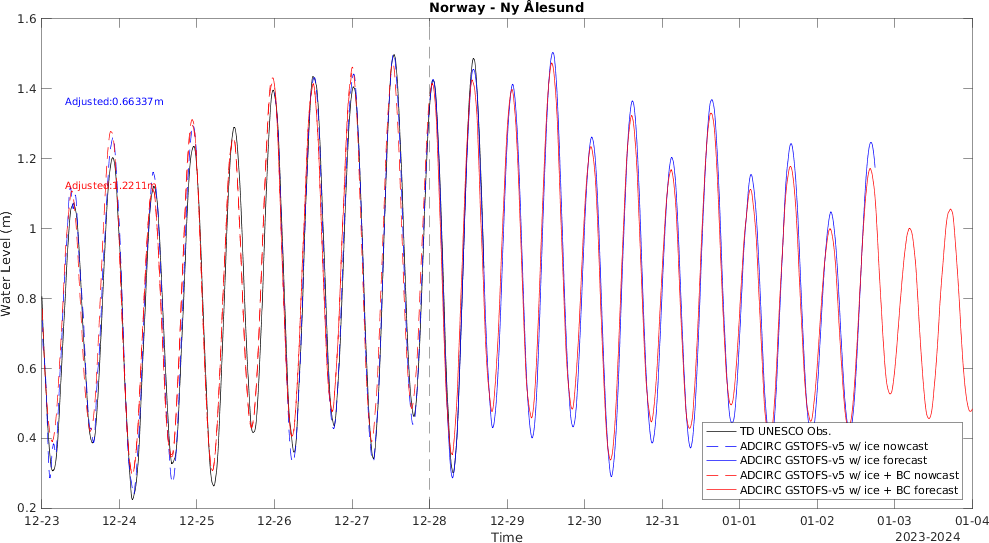 Norway - Ny Ålesund
1.6
1.4
1.2
1
0.8
0.6
0.4
0.2
Water Level (m)
Adjusted:0.66337m
Adjusted:1.2211m
TD UNESCO Obs.
ADCIRC GSTOFS-v5 w/ ice nowcast
ADCIRC GSTOFS-v5 w/ ice forecast
ADCIRC GSTOFS-v5 w/ ice + BC nowcast
ADCIRC GSTOFS-v5 w/ ice + BC forecast
12-23 12-24 12-25 12-26 12-27 12-28 12-29 12-30 12-31 01-01 01-02 01-03 01-04
Time
2023-2024